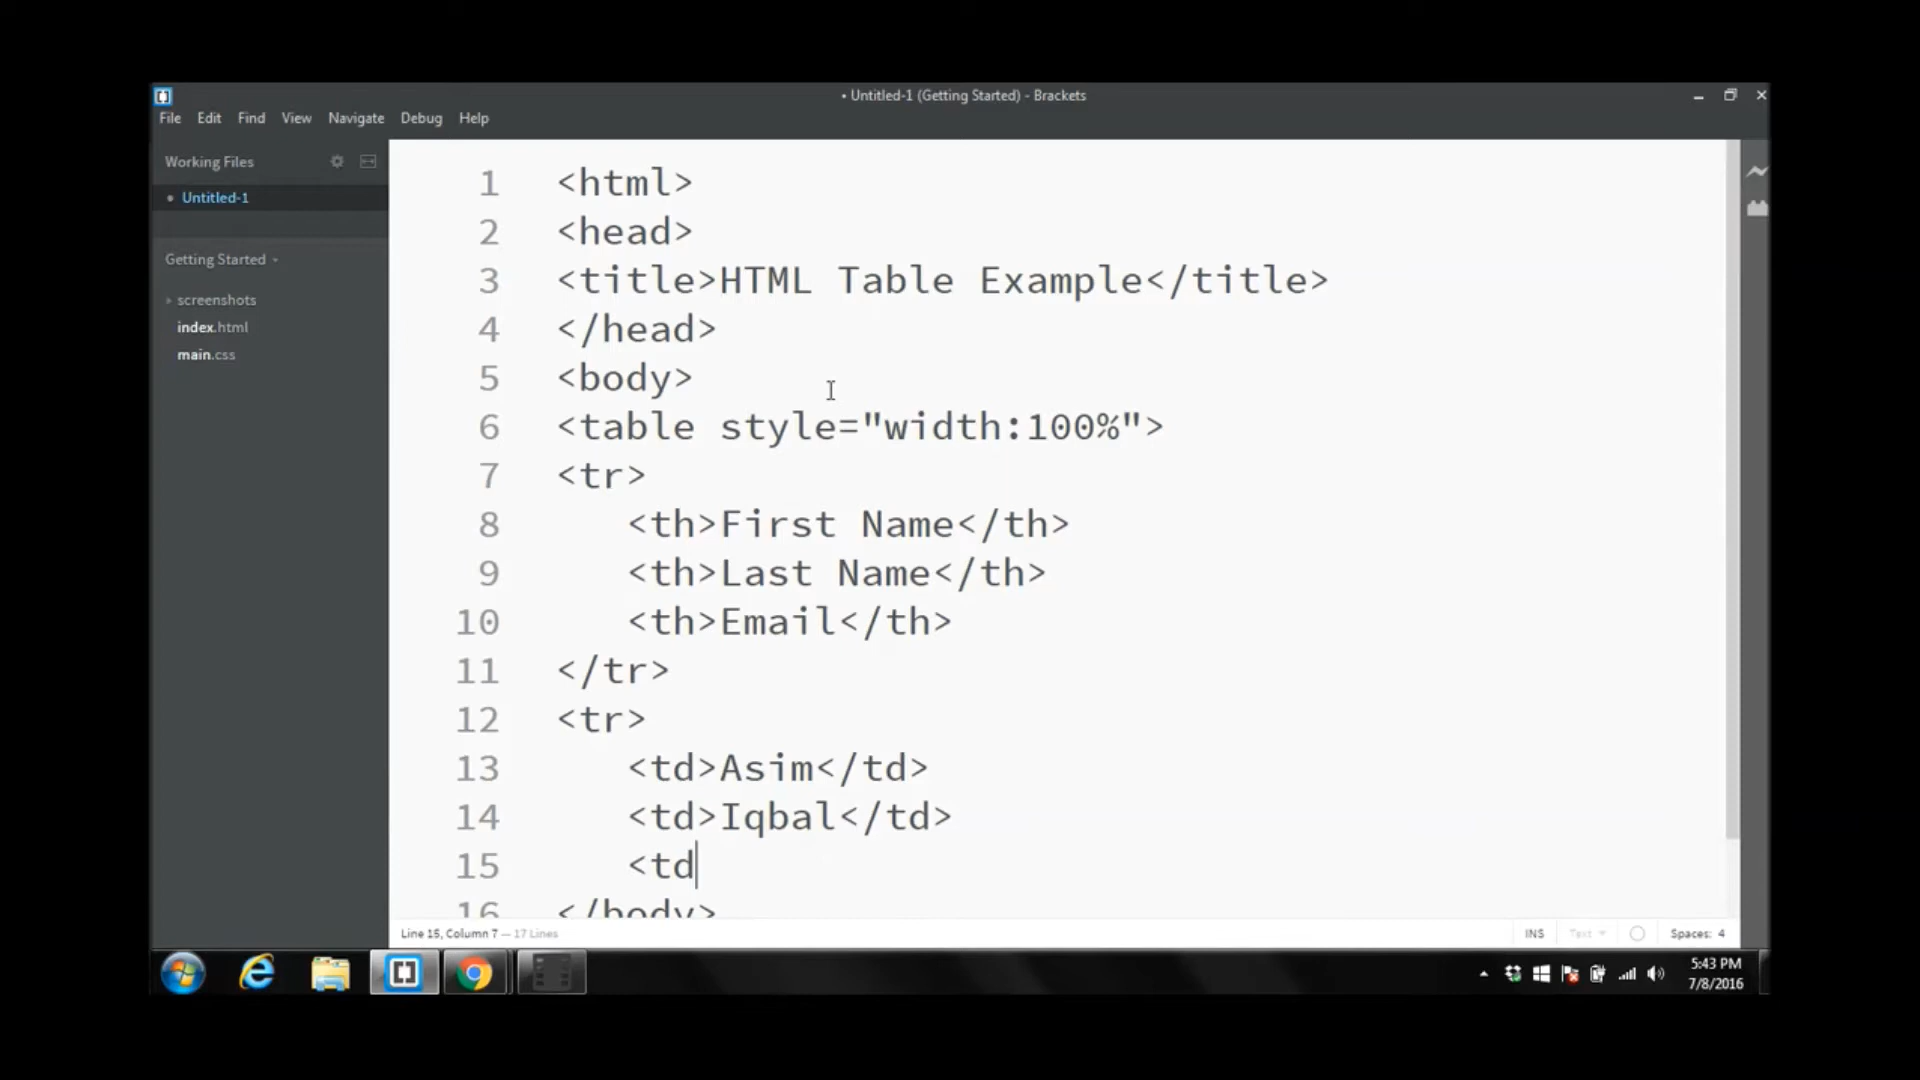 • Untitled-1 (Getting Started) - Brackets
File Edit Find View Navigate Debug Help
Working Files
• Untitled-1
Getting Started
screenshots
index.html
main.css
1 <html>
2 <head>
3 <title>HTML Table Example</title>
4 </head>
5 <body>
6 <table style="width:100%">
7 <tr>
8 <th>First Name</th>
9 <th>Last Name</th>
10 <th>Email</th>
11 </tr>
12 <tr>
13 <td>Asim</td>
14 <td>Iqbal</td>
15 <td
16 </body>
Line 15, Column 7 — 17 Lines
INS Text Spaces: 4
5:43 PM
7/8/2016